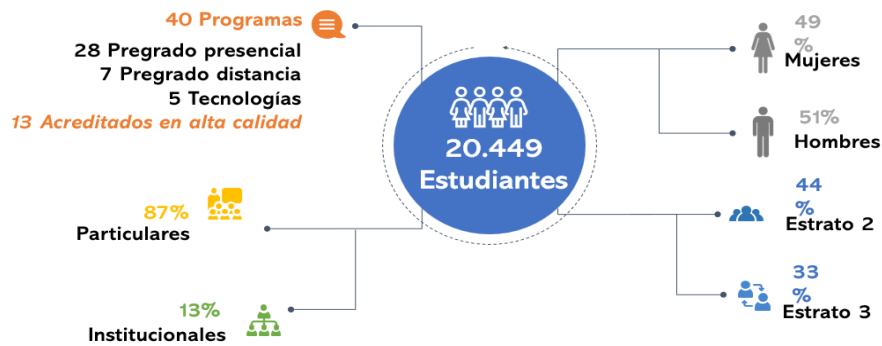 40 Programas
28 Pregrado presencial
7 Pregrado distancia
5 Tecnologías
13 Acreditados en alta calidad
87%
Particulares
13%
Institucionales
20.449
Estudiantes
49
%
Mujeres
51%
Hombres
44
%
Estrato 2
33
%
Estrato 3